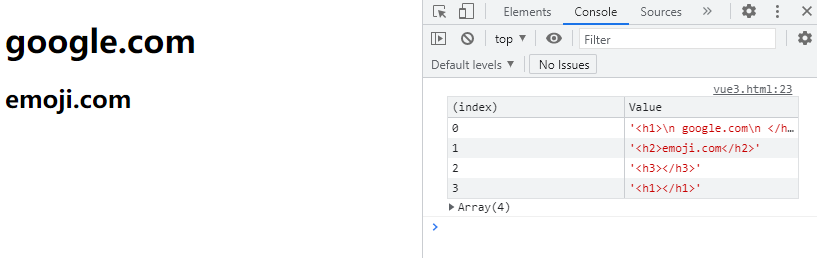 google.com
emoji.com
Elements Console Sources »
top ▼ Filter
Default levels ▼ No Issues
vue3.html:23
(index) Value
0 '<h1>\n google.com\n </h…
1 '<h2>emoji.com</h2>'
2 '<h3></h3>'
3 '<h1></h1>'
▶ Array(4)
>